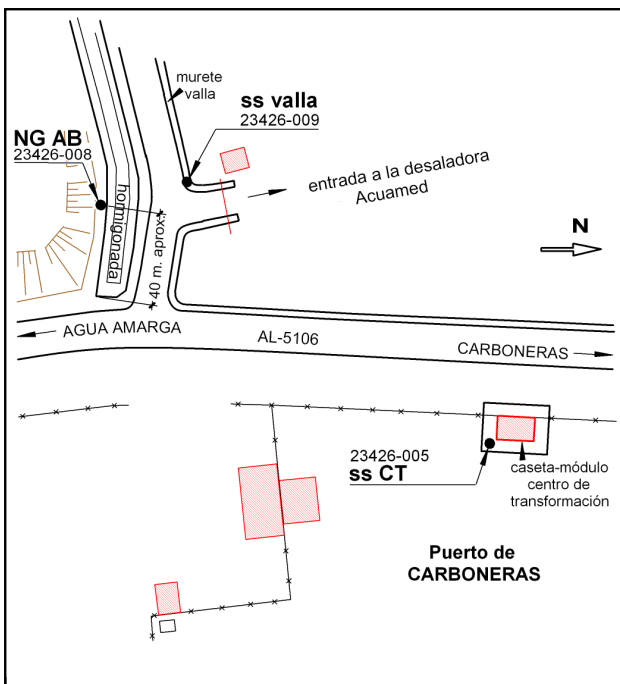 murete
valla
ss valla
23426-009
NG AB
23426-008
hormigonada
40 m. aprox.
entrada a la desaladora
Acuamed
N
AGUA AMARGA
AL-5106
CARBONERAS
23426-005
ss CT
caseta-módulo
centro de
transformación
Puerto de
CARBONERAS